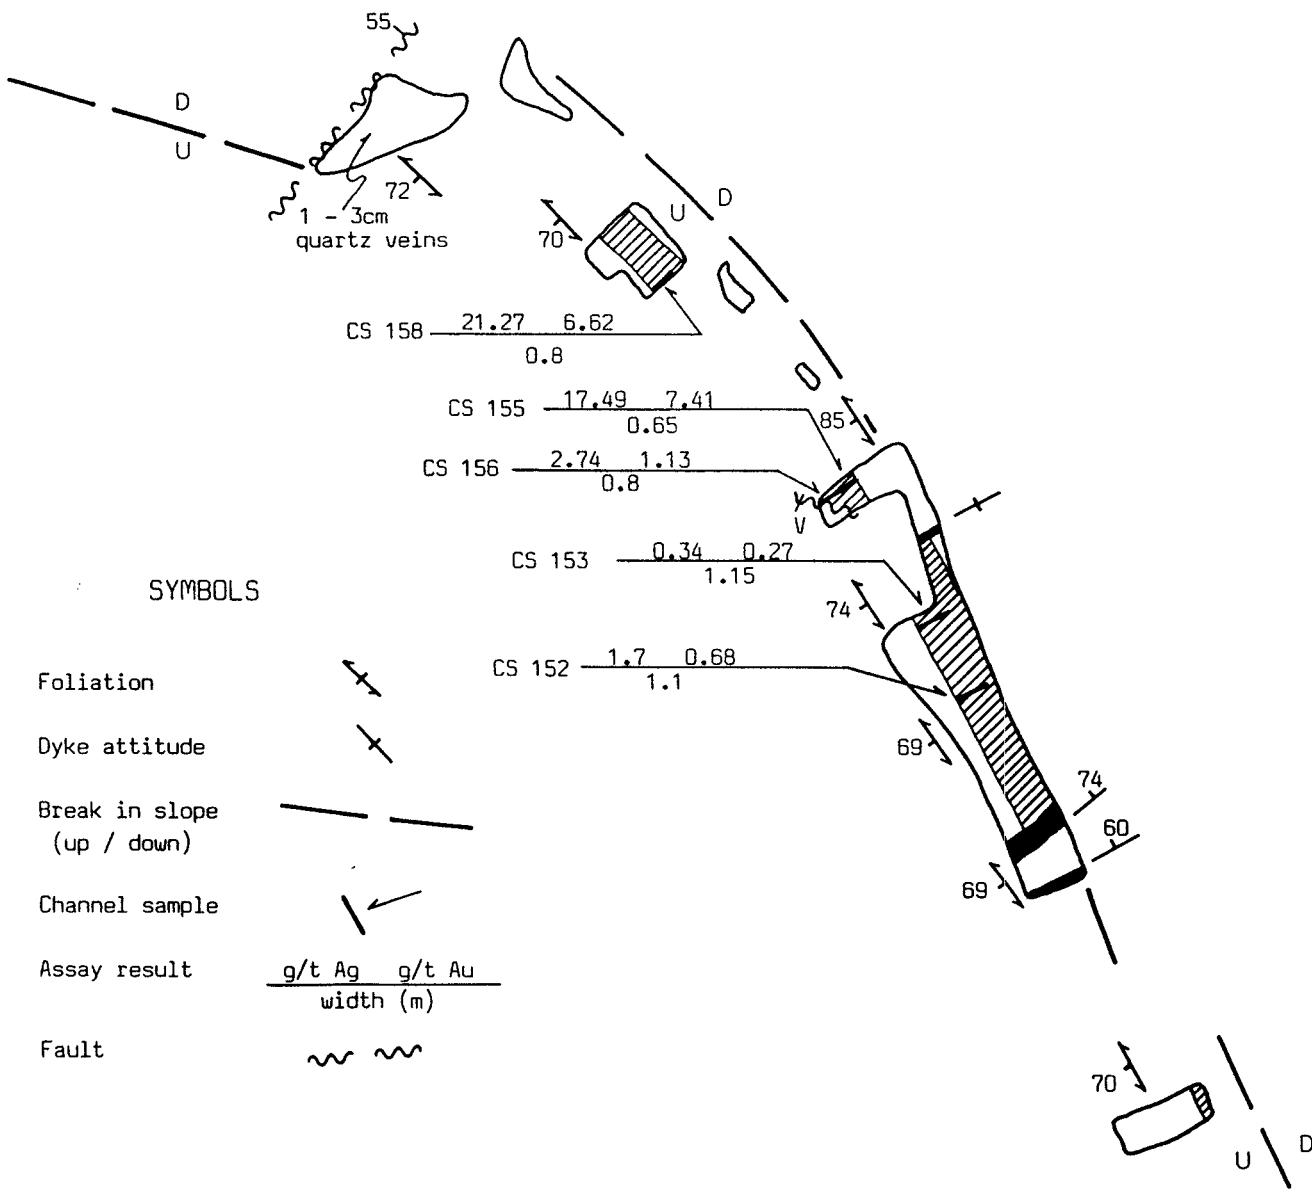 55
D
U
72
1 - 3cm
quartz veins
U D
70
CS 158 21.27 6.62
0.8
CS 155 17.49 7.41
0.65
85
CS 156 2.74 1.13
0.8
V
CS 153 0.34 0.27
1.15
74
CS 152 1.7 0.68
1.1
69
74
60
69
70
U D
SYMBOLS
Foliation
Dyke attitude
Break in slope
(up / down)
Channel sample
Assay result g/t Ag g/t Au
width (m)
Fault